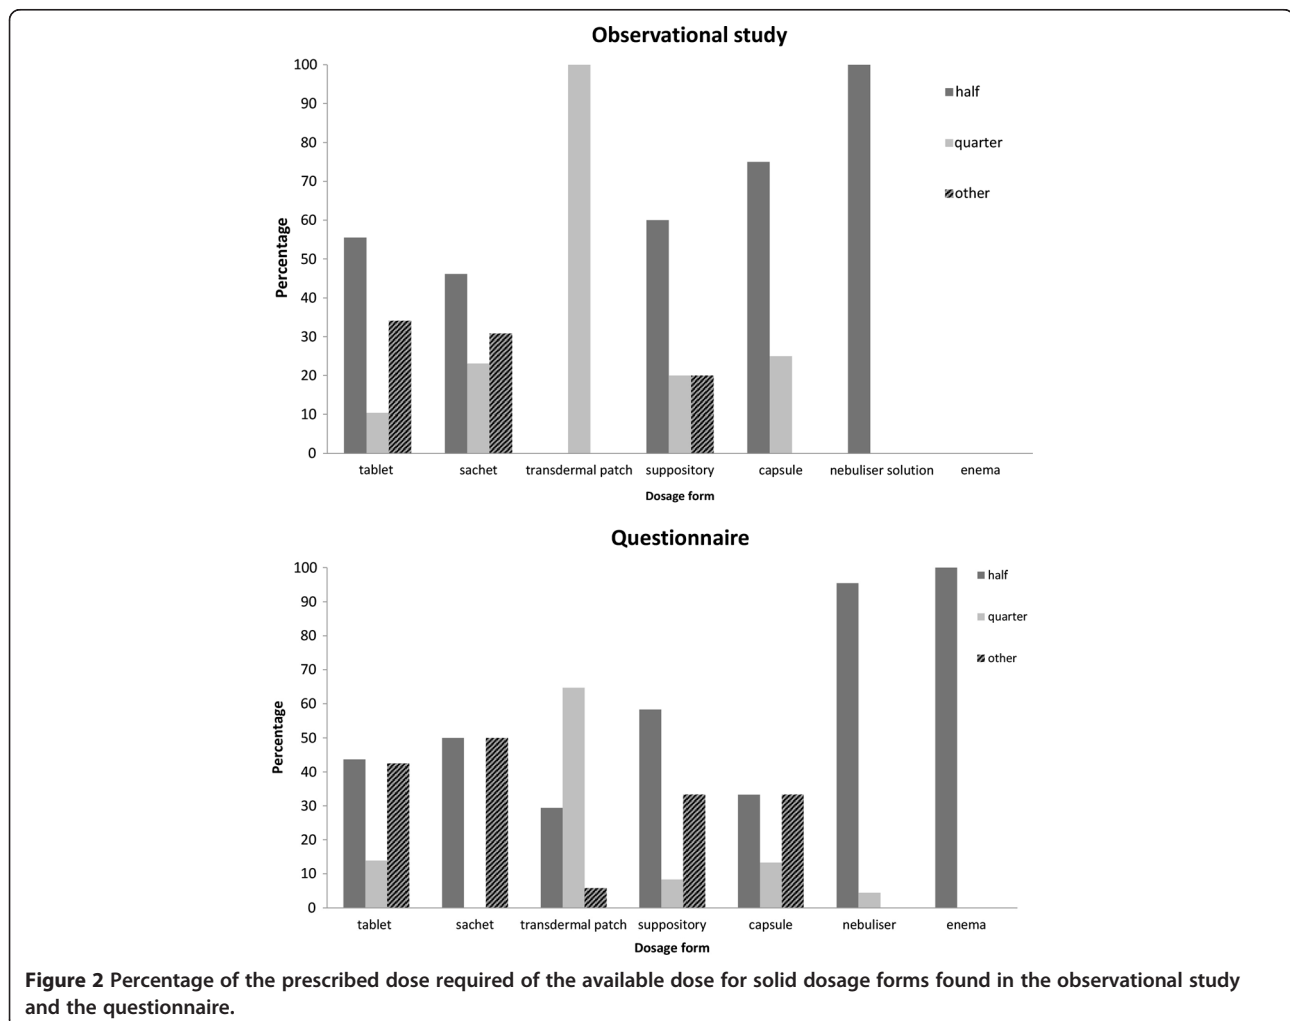 Observational study
100
90
80
70
60
50
40
30
20
10
0
Percentage
half
quarter
other
tablet sachet transdermal patch suppository capsule nebuliser solution enema
Dosage form
Questionnaire
100
90
80
70
60
50
40
30
20
10
0
Percentage
half
quarter
other
tablet sachet transdermal patch suppository capsule nebuliser enema
Dosage form
Figure 2 Percentage of the prescribed dose required of the available dose for solid dosage forms found in the observational study
and the questionnaire.